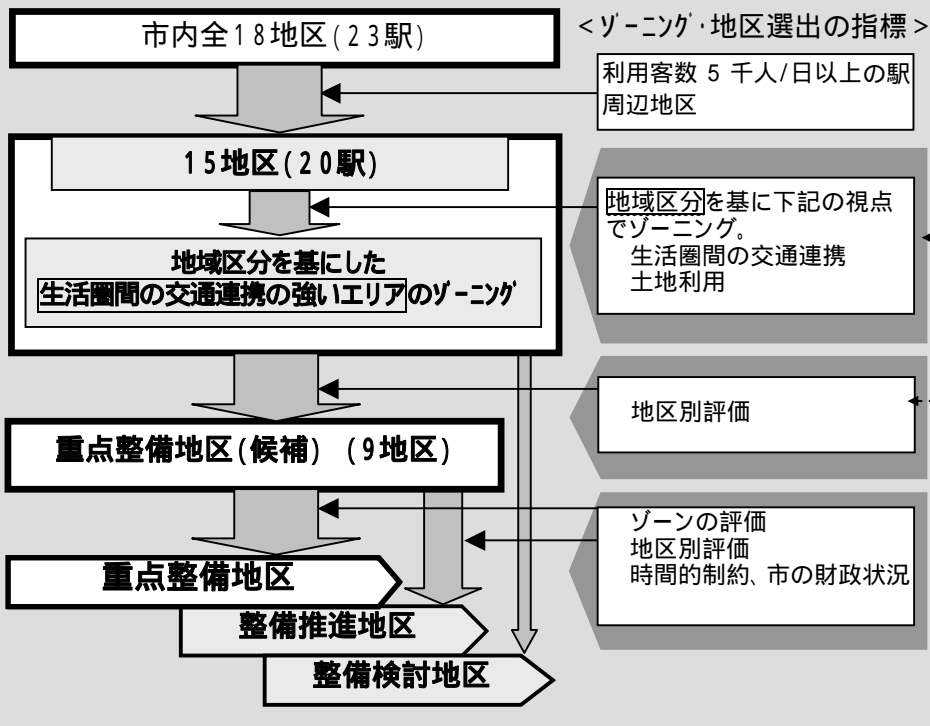 市内全18地区(23駅)
<ゾーニング・地区選出の指標>
利用客数 5 千人/日以上の駅
周辺地区
15地区(20駅)
地域区分を基に下記の視点
でゾーニング。
生活圏間の交通連携
土地利用
地域区分を基にした
生活圏間の交通連携の強いエリアのゾーニング
地区別評価
重点整備地区(候補) (9地区)
ゾーンの評価
地区別評価
時間的制約、市の財政状況
重点整備地区
整備推進地区
整備検討地区